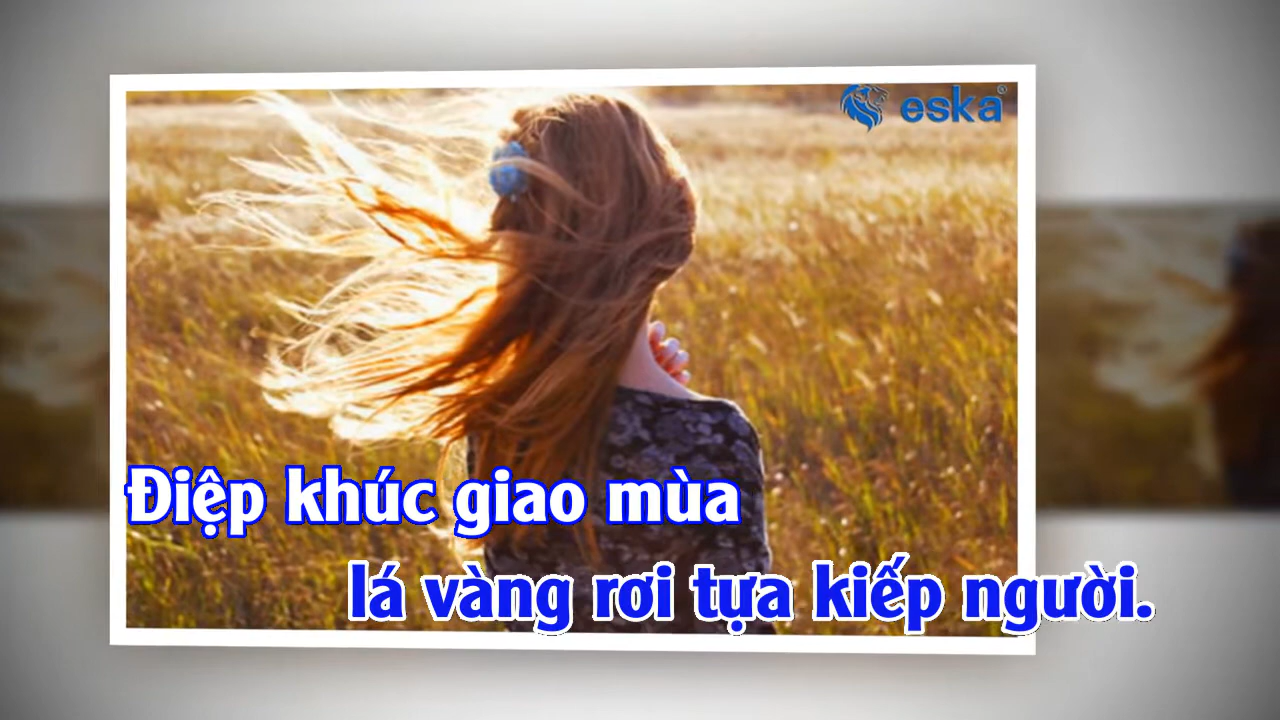 eska®
Điệp khúc giao mùa
lá vàng rơi tựa kiếp người.